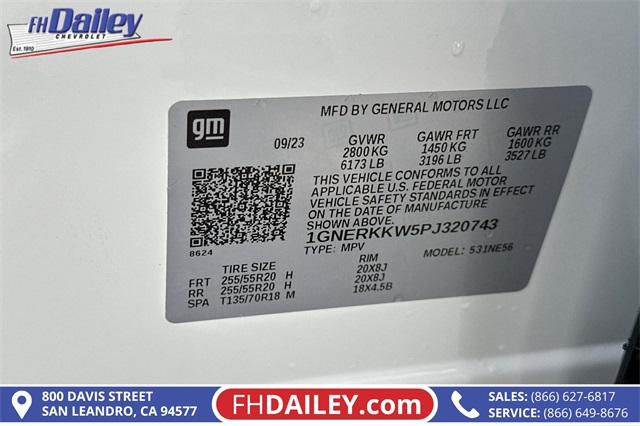 FH Dailey
CHEVROLET
Est. 1910
gm
MFD BY GENERAL MOTORS LLC
09/23 GVWR GAWR FRT GAWR RR
2800 KG 1450 KG 1600 KG
6173 LB 3196 LB 3527 LB
THIS VEHICLE CONFORMS TO ALL
APPLICABLE U.S. FEDERAL MOTOR
VEHICLE SAFETY STANDARDS IN EFFECT
ON THE DATE OF MANUFACTURE
SHOWN ABOVE.
1GNERKKW5PJ320743
TYPE: MPV MODEL: 531NE56
8624
TIRE SIZE RIM
FRT 255/55R20 H 20X8J
RR 255/55R20 H 20X8J
SPA T135/70R18 M 18X4.5B
800 DAVIS STREET
SAN LEANDRO, CA 94577
FHDAILEY.com
SALES: (866) 627-6817
SERVICE: (866) 649-8676